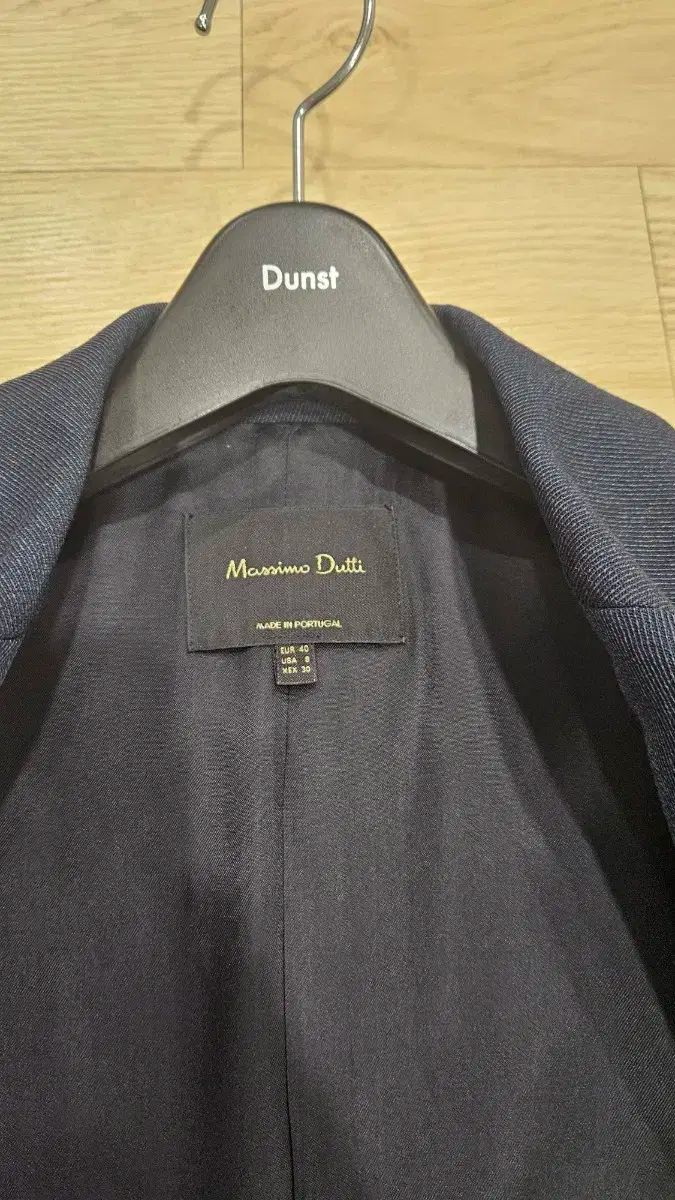 Dunst
Massimo Dutti
MADE IN PORTUGAL
EUR 40
USA 8
MEX 30